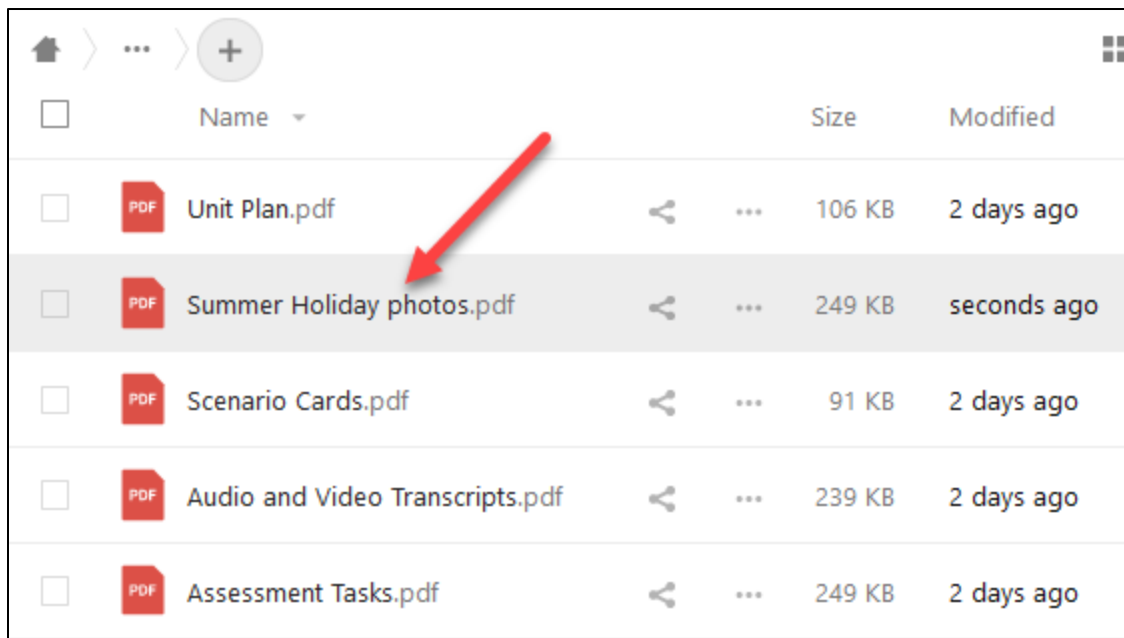 Name Size Modified
PDF Unit Plan.pdf 106 KB 2 days ago
PDF Summer Holiday photos.pdf 249 KB seconds ago
PDF Scenario Cards.pdf 91 KB 2 days ago
PDF Audio and Video Transcripts.pdf 239 KB 2 days ago
PDF Assessment Tasks.pdf 249 KB 2 days ago